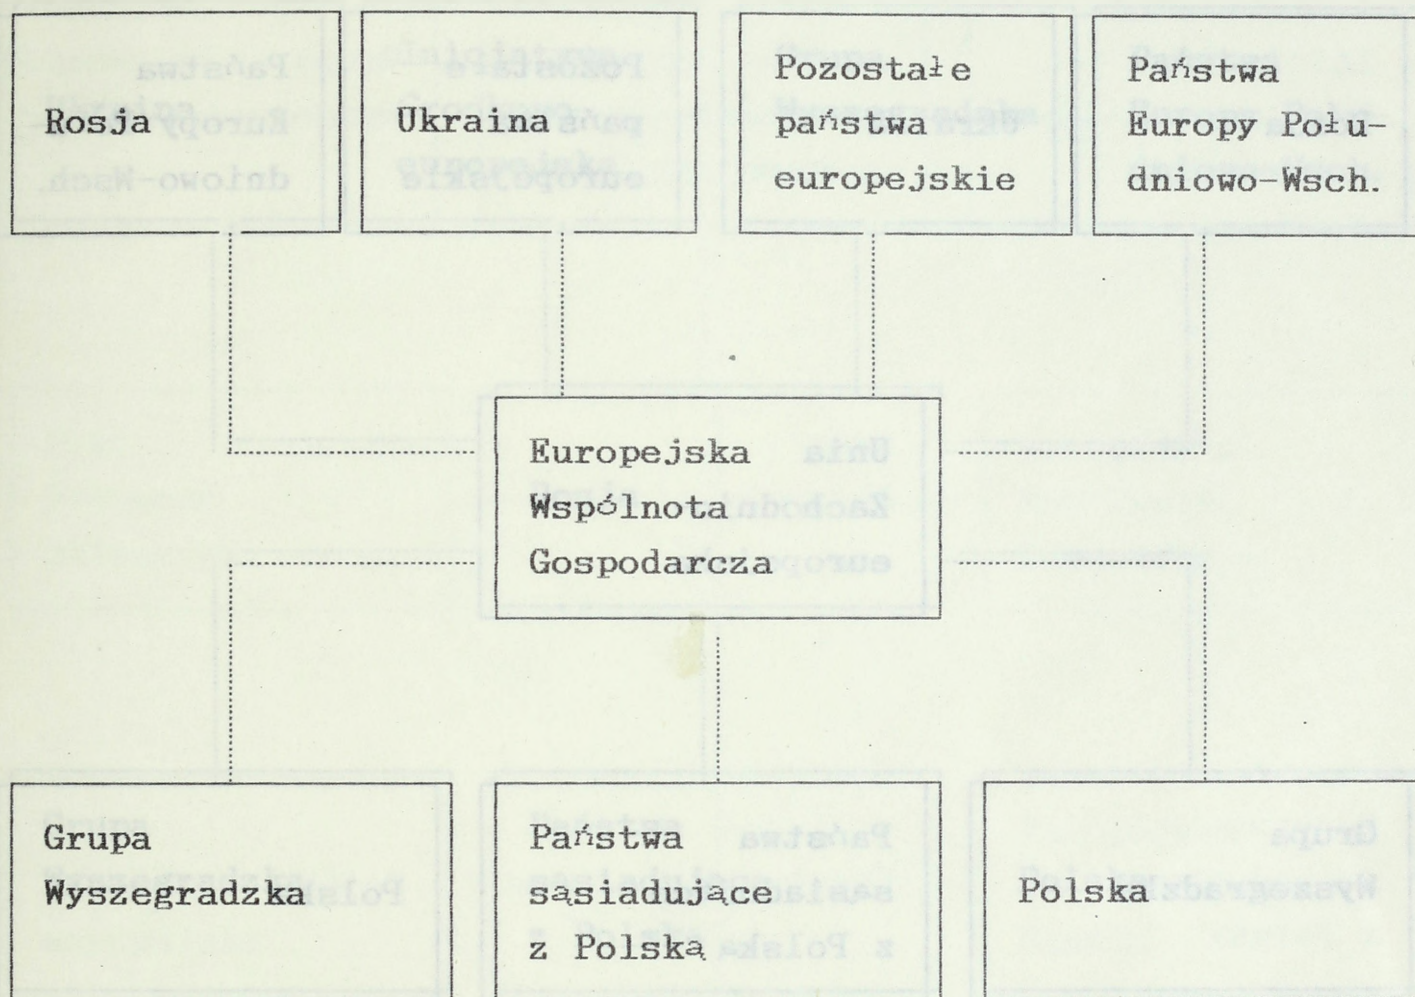 Rosja
Ukraina
Pozostałe
państwa
europejskie
Państwa
Europy Połu-
dniowo-Wsch.
Europejska
Wspólnota
Gospodarcza
Grupa
Wyszegradzka
Państwa
sąsiadujące
z Polską
Polska